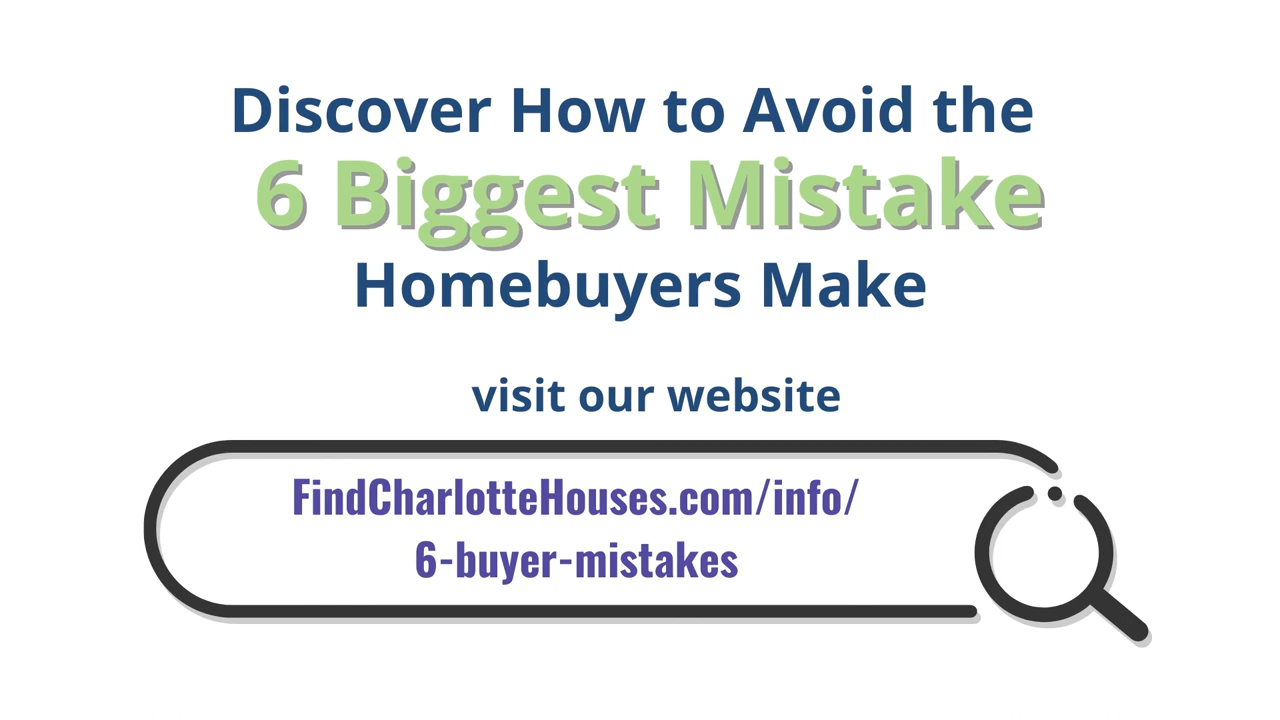 Discover How to Avoid the
6 Biggest Mistake
Homebuyers Make
visit our website
FindCharlotteHouses.com/info/
6-buyer-mistakes